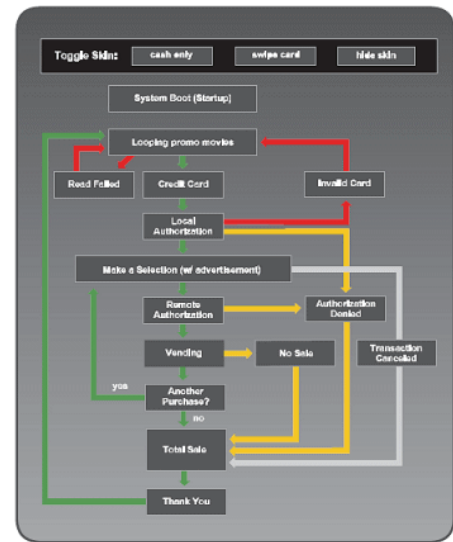 Toggle Skin: cash only swipe card hide skin
System Boot (Startup)
Looping promo movies
Read Failed Credit Card Invalid Card
Local
Authorization
Make a Selection (w/ advertisement)
Remote
Authorization
Authorization
Denied
Vending No Sale
Transaction
Canceled
yes
Another
Purchase?
no
Total Sale
Thank You